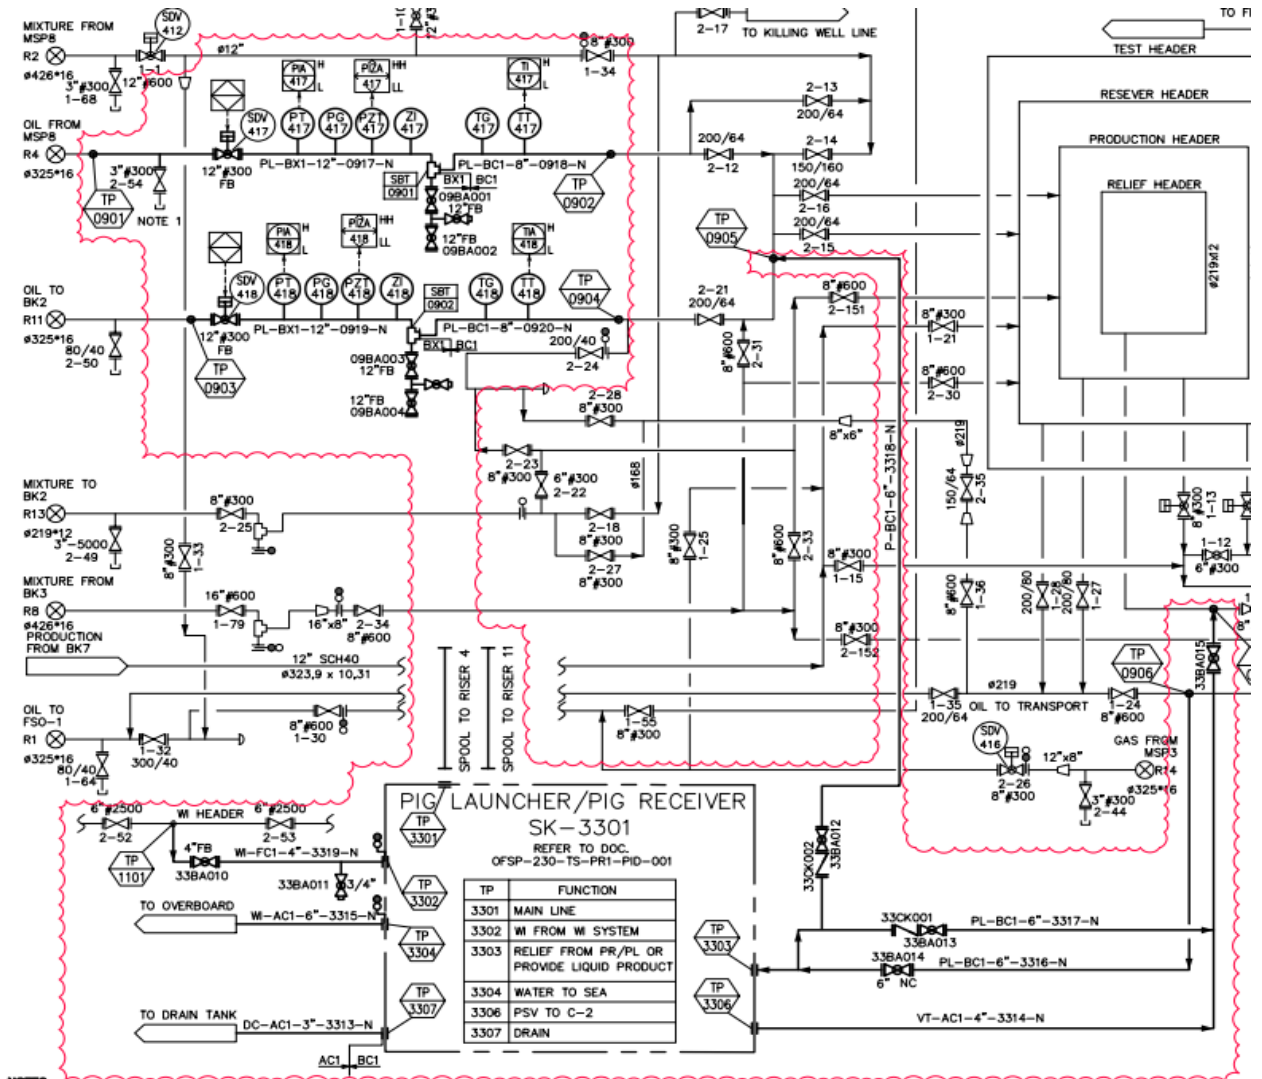 MIXTURE FROM
MSP8
R2
ø426*16
SDV
412
1-1
12"#600
3"#300
1-68
ø12"
8"#300
1-34
2-17
TO KILLING WELL LINE
TEST HEADER
RESEVER HEADER
PRODUCTION HEADER
RELIEF HEADER
ø219x12
OIL FROM
MSP8
R4
ø325*16
TP
0901
3"#300
2-54
NOTE 1
12"#300
FB
SDV
417
PIA
417
H
L
PIZA
417
HH
LL
TI
417
H
L
PT
417
PG
417
PZT
417
ZI
417
TG
417
TT
417
PL-BX1-12"-0917-N
PL-BC1-8"-0918-N
SBT
0901
BX1
BC1
09BA001
12"FB
12"FB
09BA002
TP
0902
200/64
2-12
2-13
200/64
2-14
150/160
200/64
2-16
200/64
2-15
TP
0905
OIL TO
BK2
R11
ø325*16
80/40
2-50
TP
0903
12"#300
FB
SDV
418
PIA
418
H
L
PIZA
418
HH
LL
TIA
418
H
L
PT
418
PG
418
PZT
418
ZI
418
TG
418
TT
418
PL-BX1-12"-0919-N
PL-BC1-8"-0920-N
SBT
0902
BX1
BC1
09BA003
12"FB
12"FB
09BA004
TP
0904
200/40
2-24
2-21
200/64
8"#600
2-31
8"#600
2-151
8"#300
1-21
8"#600
2-30
2-28
8"#300
8"x6"
ø219
P-BC1-6"-3318-N
150/64
2-35
2-23
8"#300
6"#300
2-22
ø168
2-18
8"#300
2-27
8"#300
8"#300
1-25
8"#600
2-33
8"#300
1-15
8"#300
2-152
8"#600
1-36
200/80
1-28
200/80
1-27
8"#300
1-13
1-12
6"#300
MIXTURE TO
BK2
R13
ø219*12
3"-5000
2-49
8"#300
2-25
8"#300
1-33
MIXTURE FROM
BK3
R8
ø426*16
16"#600
1-79
16"x8"
2-34
8"#600
PRODUCTION
FROM BK7
12" SCH40
ø323,9 x 10,31
SPOOL TO RISER 4
SPOOL TO RISER 11
OIL TO
FSO-1
R1
ø325*16
80/40
1-64
1-32
300/40
8"#600
1-30
1-55
8"#300
1-35
200/64
ø219
OIL TO TRANSPORT
1-24
8"#600
TP
0906
33BA015
SDV
416
2-26
8"#300
12"x8"
GAS FROM
MSP3
R14
ø325*16
3"#300
2-44
6"#2500
2-52
WI HEADER
6"#2500
2-53
TP
1101
4"FB
33BA010
WI-FC1-4"-3319-N
33BA011
3/4"
TO OVERBOARD
WI-AC1-6"-3315-N
TO DRAIN TANK
DC-AC1-3"-3313-N
AC1
BC1
PIG LAUNCHER/PIG RECEIVER
SK-3301
REFER TO DOC.
OFSP-230-TS-PR1-PID-001
TP
3301
TP
3302
TP
3304
TP
3307
TP FUNCTION
3301 MAIN LINE
3302 WI FROM WI SYSTEM
3303 RELIEF FROM PR/PL OR
PROVIDE LIQUID PRODUCT
3304 WATER TO SEA
3306 PSV TO C-2
3307 DRAIN
TP
3303
TP
3306
33CK002
33BA012
33CK001
33BA013
PL-BC1-6"-3317-N
33BA014
6" NC
PL-BC1-6"-3316-N
VT-AC1-4"-3314-N